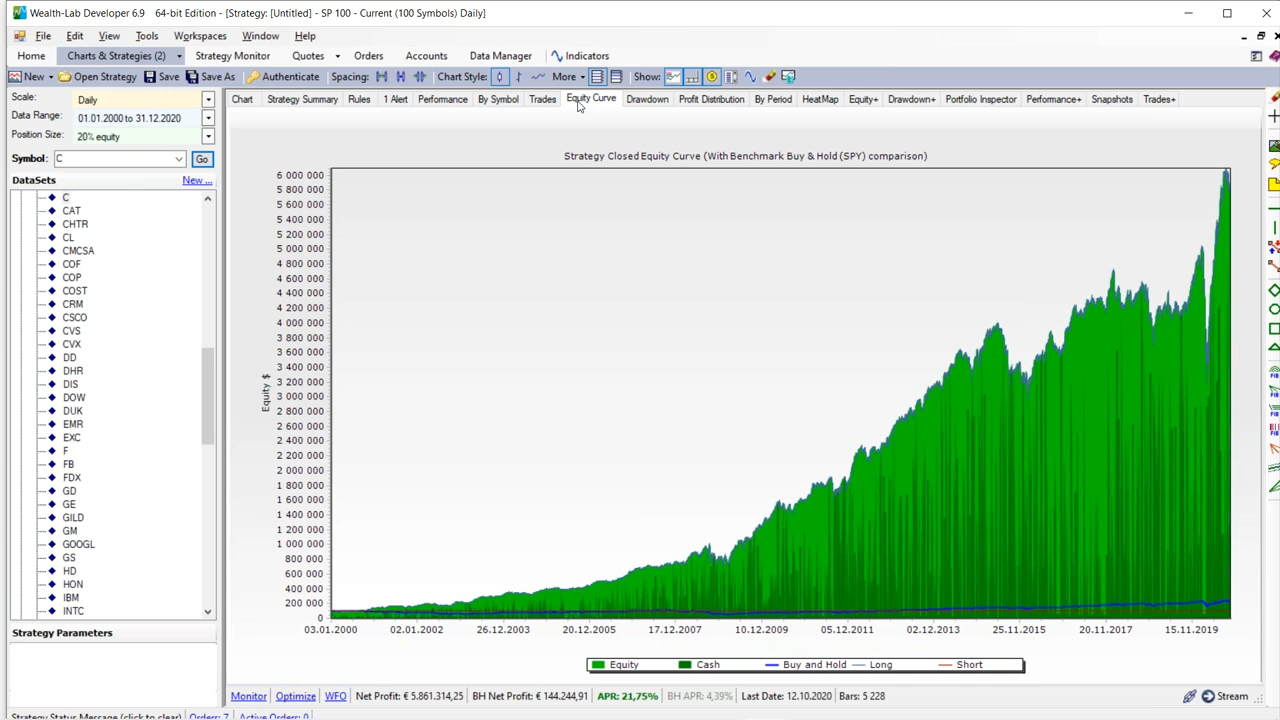 Wealth-Lab Developer 6.9 64-bit Edition - [Strategy: [Untitled] - SP 100 - Current (100 Symbols) Daily]
File Edit View Tools Workspaces Window Help
Home Charts & Strategies (2) Strategy Monitor Quotes Orders Accounts Data Manager Indicators
New Open Strategy Save Save As Authenticate Spacing: Chart Style: More Show:
Scale: Daily
Data Range: 01.01.2000 to 31.12.2020
Position Size: 20% equity
Symbol: C Go
DataSets New ...
C
CAT
CHTR
CL
CMCSA
COF
COP
COST
CRM
CSCO
CVS
CVX
DD
DHR
DIS
DOW
DUK
EMR
EXC
F
FB
FDX
GD
GE
GILD
GM
GOOGL
GS
HD
HON
IBM
INTC
Strategy Parameters
Strategy Status Message (click to clear) Orders: 7 Active Orders: 0
Chart Strategy Summary Rules 1 Alert Performance By Symbol Trades Equity Curve Drawdown Profit Distribution By Period HeatMap Equity+ Drawdown+ Portfolio Inspector Performance+ Snapshots Trades+
Strategy Closed Equity Curve (With Benchmark Buy & Hold (SPY) comparison)
Equity $
6 000 000
5 800 000
5 600 000
5 400 000
5 200 000
5 000 000
4 800 000
4 600 000
4 400 000
4 200 000
4 000 000
3 800 000
3 600 000
3 400 000
3 200 000
3 000 000
2 800 000
2 600 000
2 400 000
2 200 000
2 000 000
1 800 000
1 600 000
1 400 000
1 200 000
1 000 000
800 000
600 000
400 000
200 000
0
03.01.2000 02.01.2002 26.12.2003 20.12.2005 17.12.2007 10.12.2009 05.12.2011 02.12.2013 25.11.2015 20.11.2017 15.11.2019
Equity Cash Buy and Hold Long Short
Monitor Optimize WFO Net Profit: € 5.861.314,25 BH Net Profit: € 144.244,91 APR: 21,75% BH APR: 4,39% Last Date: 12.10.2020 Bars: 5 228 Stream
FIB
FIB
FIB
FIB